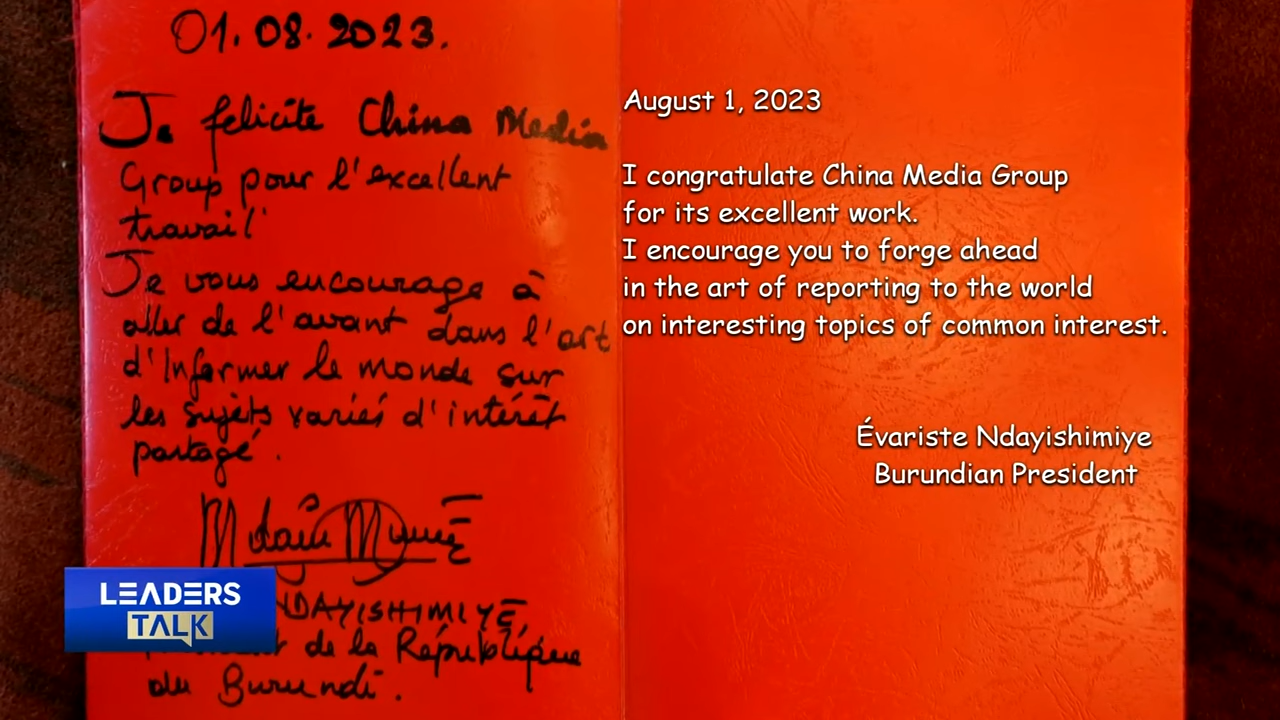 01.08.2023.
Je felicite China Media
Group pour l'excellent
travail
Je vous encourage à
aller de l'avant dans l'art
d'Informer le monde sur
les sujets variés d'intérêt
partagé.
NDAYISHIMIYE
de la République
du Burundi.
August 1, 2023
I congratulate China Media Group
for its excellent work.
I encourage you to forge ahead
in the art of reporting to the world
on interesting topics of common interest.
Évariste Ndayishimiye
Burundian President
LEADERS
TALK